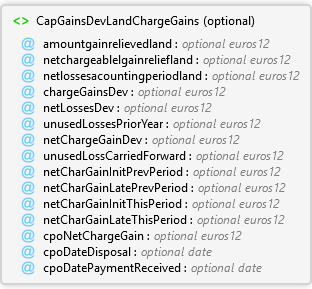 <> CapGainsDevLandChargeGains (optional)
@ amountgainrelievedland : optional euros12
@ netchargeablelgainreliefland : optional euros12
@ netlossesacountingperiodland : optional euros12
@ chargeGainsDev : optional euros12
@ netLossesDev : optional euros12
@ unusedLossesPriorYear : optional euros12
@ netChargeGainDev : optional euros12
@ unusedLossCarriedForward : optional euros12
@ netCharGainInitPrevPeriod : optional euros12
@ netCharGainLatePrevPeriod : optional euros12
@ netCharGainInitThisPeriod : optional euros12
@ netCharGainLateThisPeriod : optional euros12
@ cpoNetChargeGain : optional euros12
@ cpoDateDisposal : optional date
@ cpoDatePaymentReceived : optional date